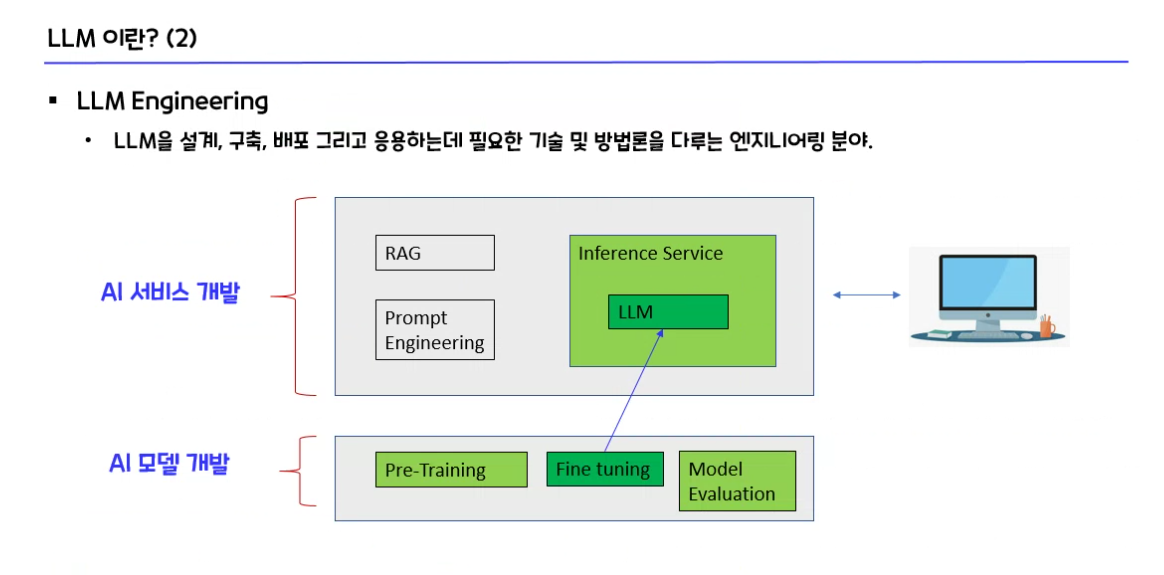 LLM 이란? (2)
▪ LLM Engineering
• LLM을 설계, 구축, 배포 그리고 응용하는데 필요한 기술 및 방법론을 다루는 엔지니어링 분야.
AI 서비스 개발
RAG
Prompt
Engineering
Inference Service
LLM
AI 모델 개발
Pre-Training
Fine tuning
Model
Evaluation